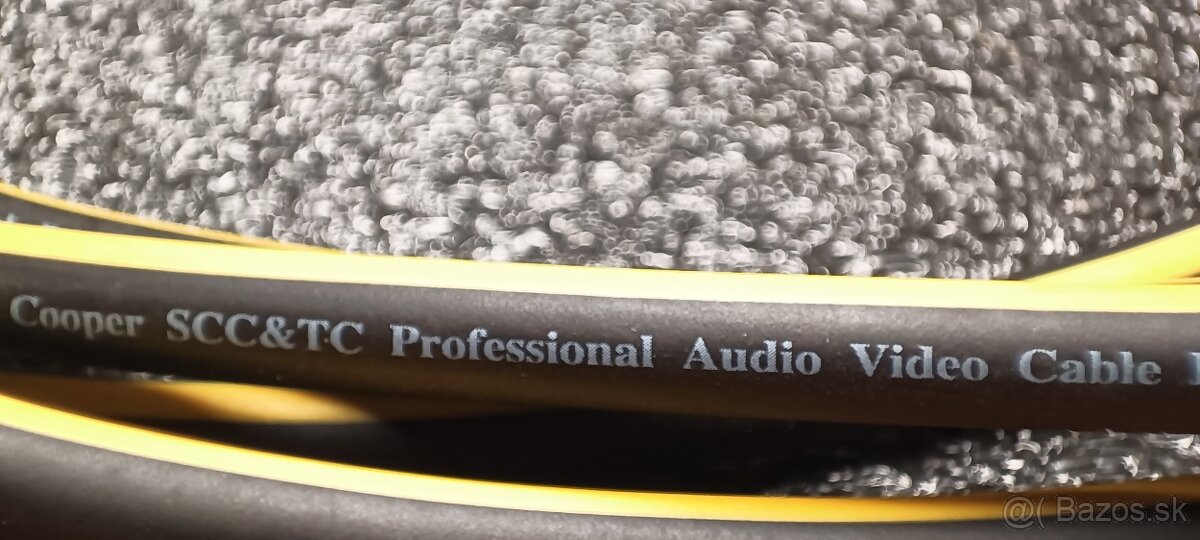 Cooper SCC&TC Professional Audio Video Cable
@( Bazos.sk